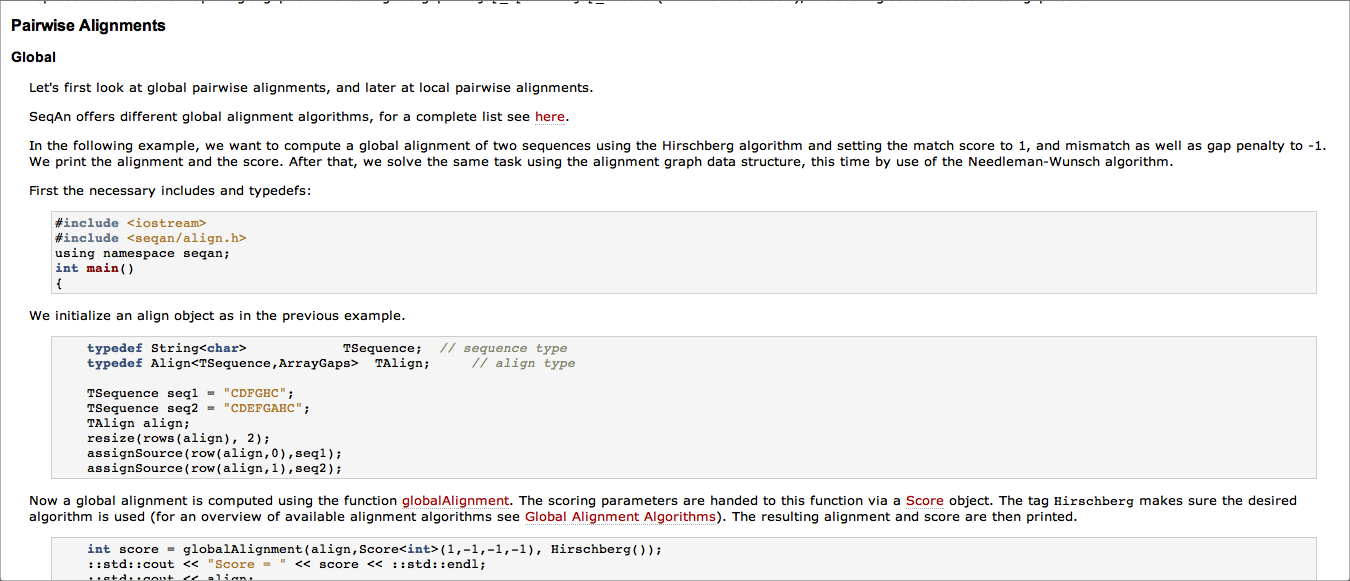 Pairwise Alignments
Global
Let's first look at global pairwise alignments, and later at local pairwise alignments.
SeqAn offers different global alignment algorithms, for a complete list see here.
In the following example, we want to compute a global alignment of two sequences using the Hirschberg algorithm and setting the match score to 1, and mismatch as well as gap penalty to -1.
We print the alignment and the score. After that, we solve the same task using the alignment graph data structure, this time by use of the Needleman-Wunsch algorithm.
First the necessary includes and typedefs:
#include <iostream>
#include <seqan/align.h>
using namespace seqan;
int main()
{
We initialize an align object as in the previous example.
typedef String<char>            TSequence;  // sequence type
typedef Align<TSequence,ArrayGaps>  TAlign;     // align type
TSequence seq1 = "CDFGHC";
TSequence seq2 = "CDEFGAHC";
TAlign align;
resize(rows(align), 2);
assignSource(row(align,0),seq1);
assignSource(row(align,1),seq2);
Now a global alignment is computed using the function globalAlignment. The scoring parameters are handed to this function via a Score object. The tag Hirschberg makes sure the desired
algorithm is used (for an overview of available alignment algorithms see Global Alignment Algorithms). The resulting alignment and score are then printed.
int score = globalAlignment(align,Score<int>(1,-1,-1,-1), Hirschberg());
::std::cout << "Score = " << score << ::std::endl;
::std::cout << align;